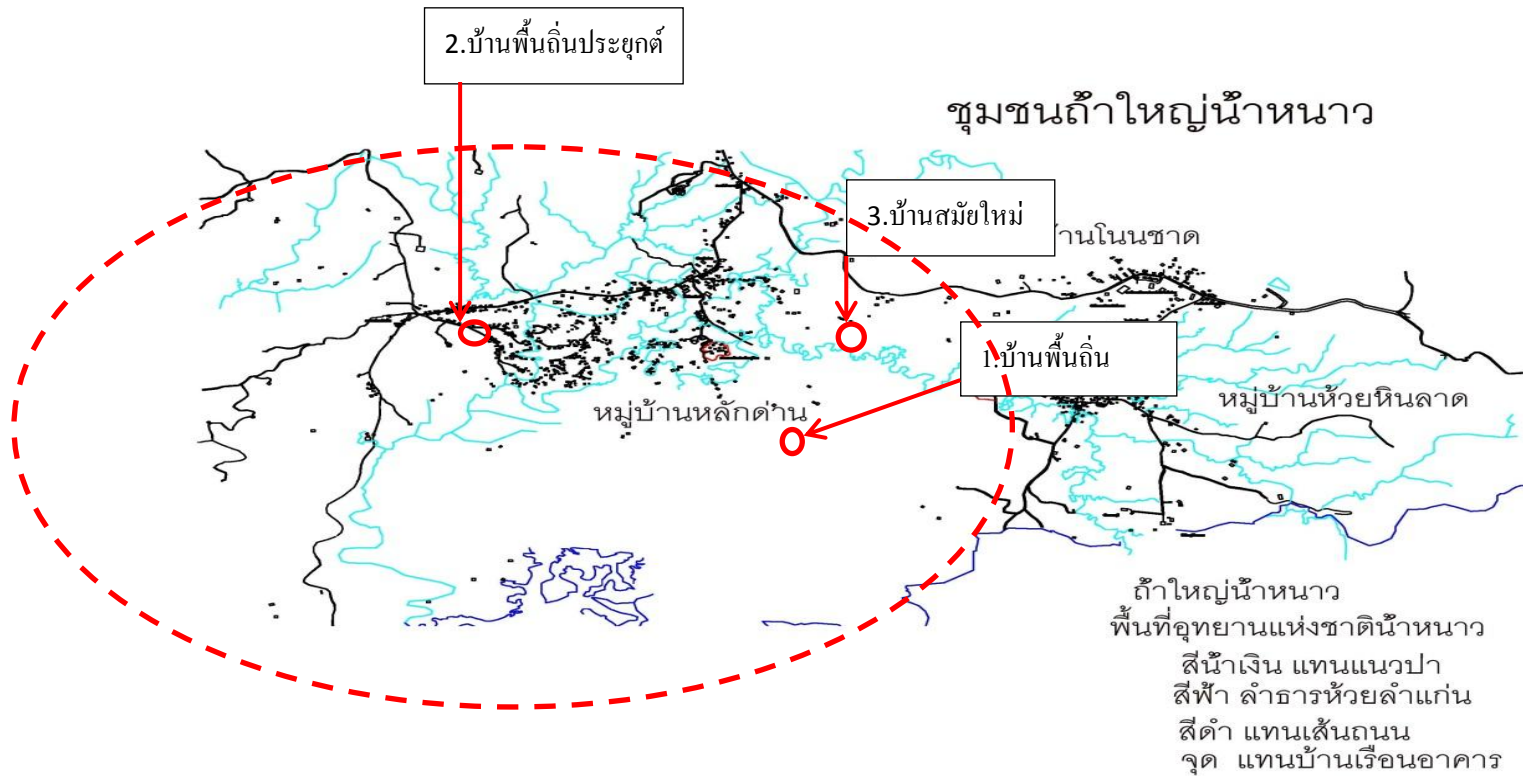 2.บ้านพื้นถิ่นประยุกต์
ชุมชนถ้ำใหญ่น้ำหนาว
3.บ้านสมัยใหม่
านโนนชาด
1.บ้านพื้นถิ่น
หมู่บ้านหลักด่าน
หมู่บ้านห้วยหินลาด
ถ้ำใหญ่น้ำหนาว
พื้นที่อุทยานแห่งชาติน้ำหนาว
สีน้ำเงิน แทนแนวปา
สีฟ้า ลำธารห้วยลำแก่น
สีดำ แทนเส้นถนน
จุด แทนบ้านเรือนอาคาร